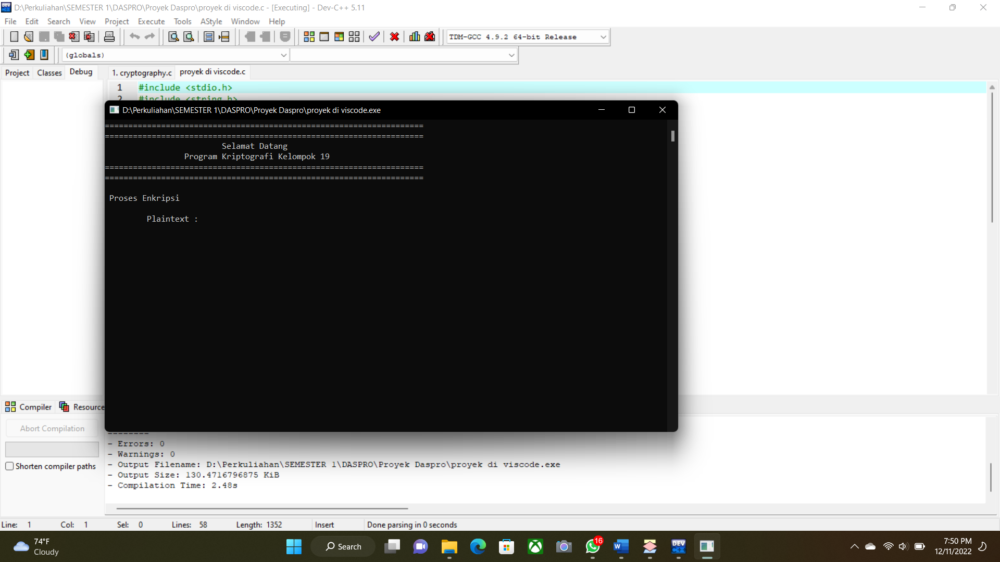 D:\Perkuliahan\SEMESTER 1\DASPRO\Proyek Daspro\proyek di viscode.c - [Executing] - Dev-C++ 5.11
File Edit Search View Project Execute Tools AStyle Window Help
TDM-GCC 4.9.2 64-bit Release
(globals)
Project Classes Debug 1. cryptography.c proyek di viscode.c
1 #include <stdio.h>
2 #include <string.h>
D:\Perkuliahan\SEMESTER 1\DASPRO\Proyek Daspro\proyek di viscode.exe
====================================================================
====================================================================
Selamat Datang
Program Kriptografi Kelompok 19
====================================================================
====================================================================
Proses Enkripsi
Plaintext :
Compiler Resource
Abort Compilation
Shorten compiler paths
--------
- Errors: 0
- Warnings: 0
- Output Filename: D:\Perkuliahan\SEMESTER 1\DASPRO\Proyek Daspro\proyek di viscode.exe
- Output Size: 130.4716796875 KiB
- Compilation Time: 2.48s
Line: 1 Col: 1 Sel: 0 Lines: 58 Length: 1352 Insert Done parsing in 0 seconds
74°F
Cloudy
Search
16
DEV
7:50 PM
12/11/2022